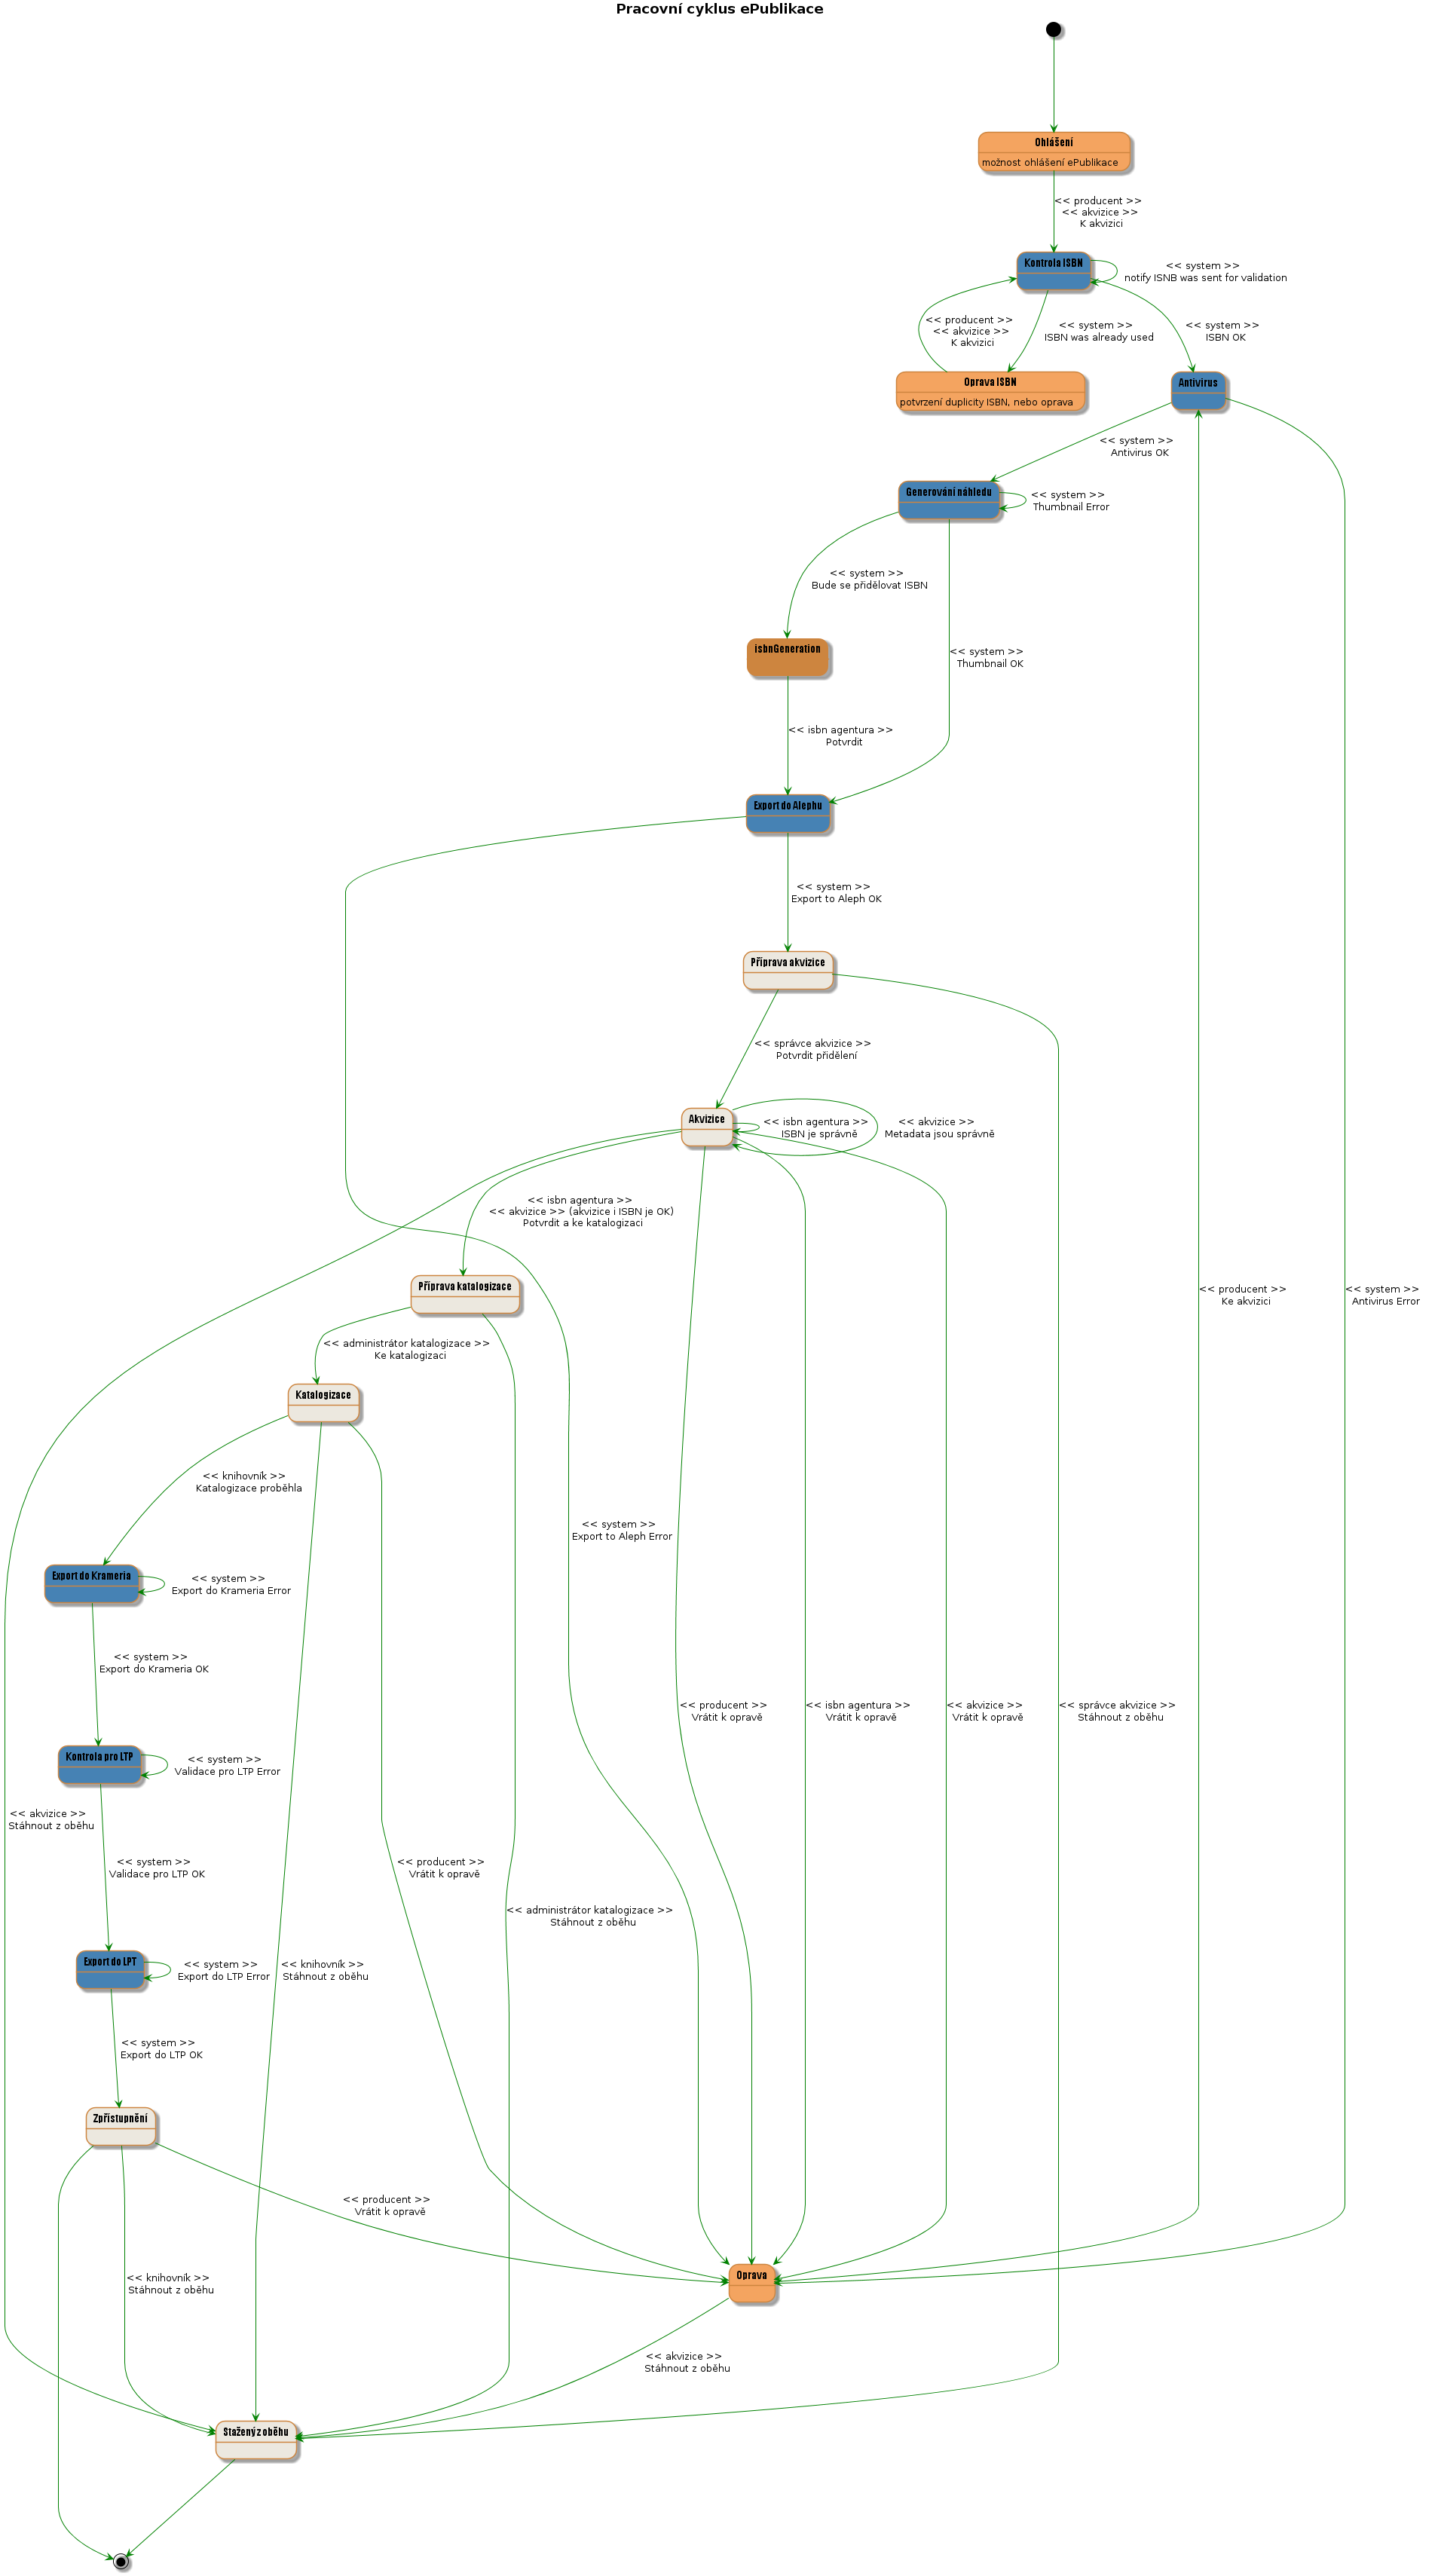 Pracovní cyklus ePublikace
Ohlášení
možnost ohlášení ePublikace
<< producent >>
<< akvizice >>
K akvizici
Kontrola ISBN
<< system >>
notify ISNB was sent for validation
<< producent >>
<< akvizice >>
K akvizici
<< system >>
ISBN was already used
<< system >>
ISBN OK
Oprava ISBN
potvrzení duplicity ISBN, nebo oprava
Antivirus
<< system >>
Antivirus OK
Generování náhledu
<< system >>
Thumbnail Error
<< system >>
Bude se přidělovat ISBN
isbnGeneration
<< system >>
Thumbnail OK
<< isbn agentura >>
Potvrdit
Export do Alephu
<< system >>
Export to Aleph OK
Příprava akvizice
<< správce akvizice >>
Potvrdit přidělení
Akvizice
<< isbn agentura >>
ISBN je správně
<< akvizice >>
Metadata jsou správně
<< isbn agentura >>
<< akvizice >> (akvizice i ISBN je OK)
Potvrdit a ke katalogizaci
Příprava katalogizace
<< producent >>
Ke akvizici
<< system >>
Antivirus Error
<< administrátor katalogizace >>
Ke katalogizaci
Katalogizace
<< knihovník >>
Katalogizace proběhla
<< system >>
Export to Aleph Error
Export do Krameria
<< system >>
Export do Krameria Error
<< system >>
Export do Krameria OK
<< producent >>
Vrátit k opravě
<< isbn agentura >>
Vrátit k opravě
<< akvizice >>
Vrátit k opravě
<< správce akvizice >>
Stáhnout z oběhu
Kontrola pro LTP
<< system >>
Validace pro LTP Error
<< akvizice >>
Stáhnout z oběhu
<< system >>
Validace pro LTP OK
<< producent >>
Vrátit k opravě
<< administrátor katalogizace >>
Stáhnout z oběhu
Export do LPT
<< system >>
Export do LTP Error
<< knihovník >>
Stáhnout z oběhu
<< system >>
Export do LTP OK
Zpřístupnění
<< producent >>
Vrátit k opravě
<< knihovník >>
Stáhnout z oběhu
Oprava
<< akvizice >>
Stáhnout z oběhu
Stažený z oběhu